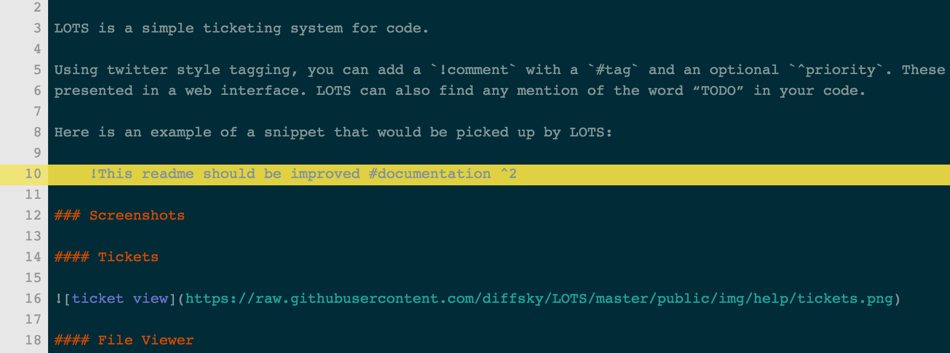 2
3 LOTS is a simple ticketing system for code.
4
5 Using twitter style tagging, you can add a `!comment` with a `#tag` and an optional `^priority`. These
6 presented in a web interface. LOTS can also find any mention of the word “TODO” in your code.
7
8 Here is an example of a snippet that would be picked up by LOTS:
9
10 !This readme should be improved #documentation ^2
11
12 ### Screenshots
13
14 #### Tickets
15
16 ![ticket view](https://raw.githubusercontent.com/diffsky/LOTS/master/public/img/help/tickets.png)
17
18 #### File Viewer